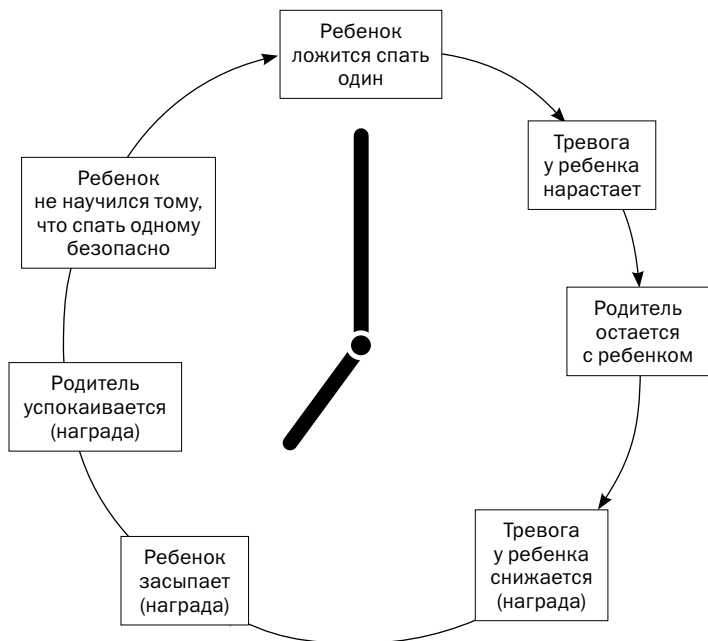 Ребенок
ложится спать
один
Тревога
у ребенка
нарастает
Родитель
остается
с ребенком
Тревога
у ребенка
снижается
(награда)
Ребенок
засыпает
(награда)
Родитель
успокаивается
(награда)
Ребенок
не научился тому,
что спать одному
безопасно